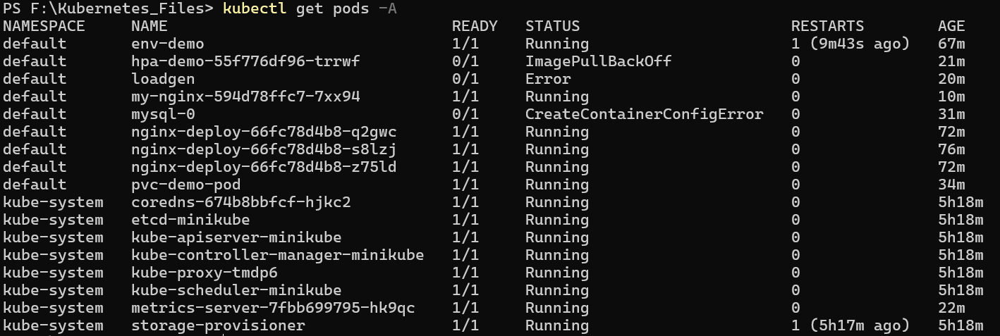 PS F:\Kubernetes_Files> kubectl get pods -A
NAMESPACE     NAME                               READY   STATUS                       RESTARTS        AGE
default       env-demo                           1/1     Running                      1 (9m43s ago)   67m
default       hpa-demo-55f776df96-trrwf          0/1     ImagePullBackOff             0               21m
default       loadgen                            0/1     Error                        0               20m
default       my-nginx-594d78ffc7-7xx94          1/1     Running                      0               10m
default       mysql-0                            0/1     CreateContainerConfigError   0               31m
default       nginx-deploy-66fc78d4b8-q2gwc      1/1     Running                      0               72m
default       nginx-deploy-66fc78d4b8-s8lzj      1/1     Running                      0               76m
default       nginx-deploy-66fc78d4b8-z75ld      1/1     Running                      0               72m
default       pvc-demo-pod                       1/1     Running                      0               34m
kube-system   coredns-674b8bbfcf-hjkc2           1/1     Running                      0               5h18m
kube-system   etcd-minikube                      1/1     Running                      0               5h18m
kube-system   kube-apiserver-minikube            1/1     Running                      0               5h18m
kube-system   kube-controller-manager-minikube   1/1     Running                      0               5h18m
kube-system   kube-proxy-tmdp6                   1/1     Running                      0               5h18m
kube-system   kube-scheduler-minikube            1/1     Running                      0               5h18m
kube-system   metrics-server-7fbb699795-hk9qc    1/1     Running                      0               22m
kube-system   storage-provisioner                1/1     Running                      1 (5h17m ago)   5h18m